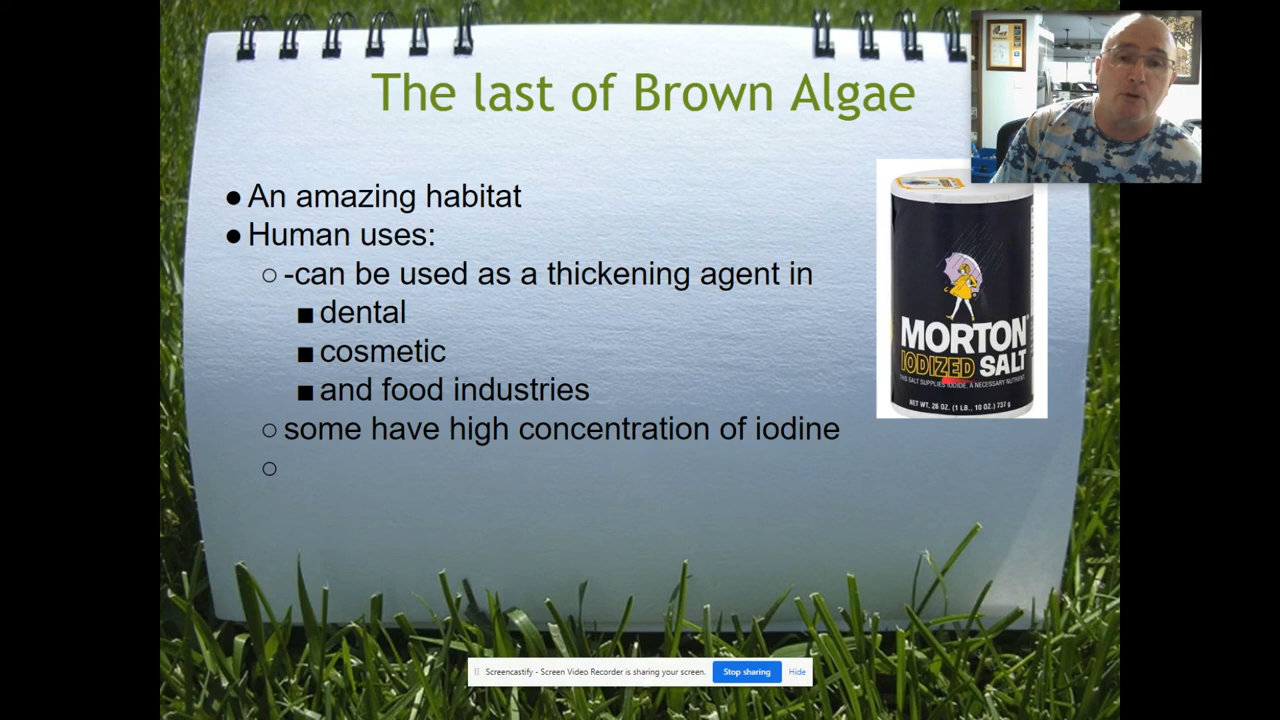 The last of Brown Algae
● An amazing habitat
● Human uses:
○ -can be used as a thickening agent in
■ dental
■ cosmetic
■ and food industries
○ some have high concentration of iodine
○
MORTON
IODIZED SALT
THIS SALT SUPPLIES IODIDE, A NECESSARY NUTRIENT
NET WT. 26 OZ. (1 LB., 10 OZ.) 737 g
Screencastify - Screen Video Recorder is sharing your screen.
Stop sharing
Hide